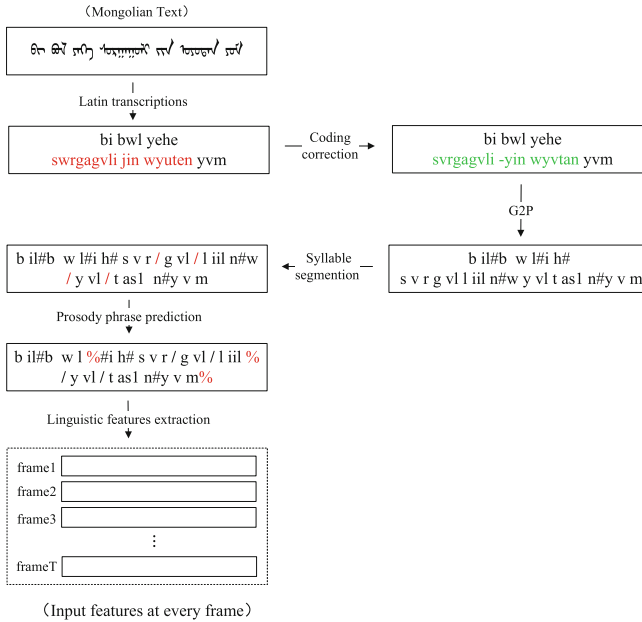 (Mongolian Text)
Latin transcriptions
bi bwl yehe
swrgagvli jin wyuten yvm
Coding
correction
bi bwl yehe
svrgagvli -yin wyvtan yvm
G2P
b il#b w l#i h#
s v r g vl l iil n#w y vl t as1 n#y v m
Syllable
segmention
b il#b w l#i h# s v r / g vl / l iil n#w
/ y vl / t as1 n#y v m
Prosody phrase prediction
b il#b w l %#i h# s v r / g vl / l iil %
/ y vl / t as1 n#y v m%
Linguistic features extraction
frame1
frame2
frame3
⋮
frameT
(Input features at every frame)